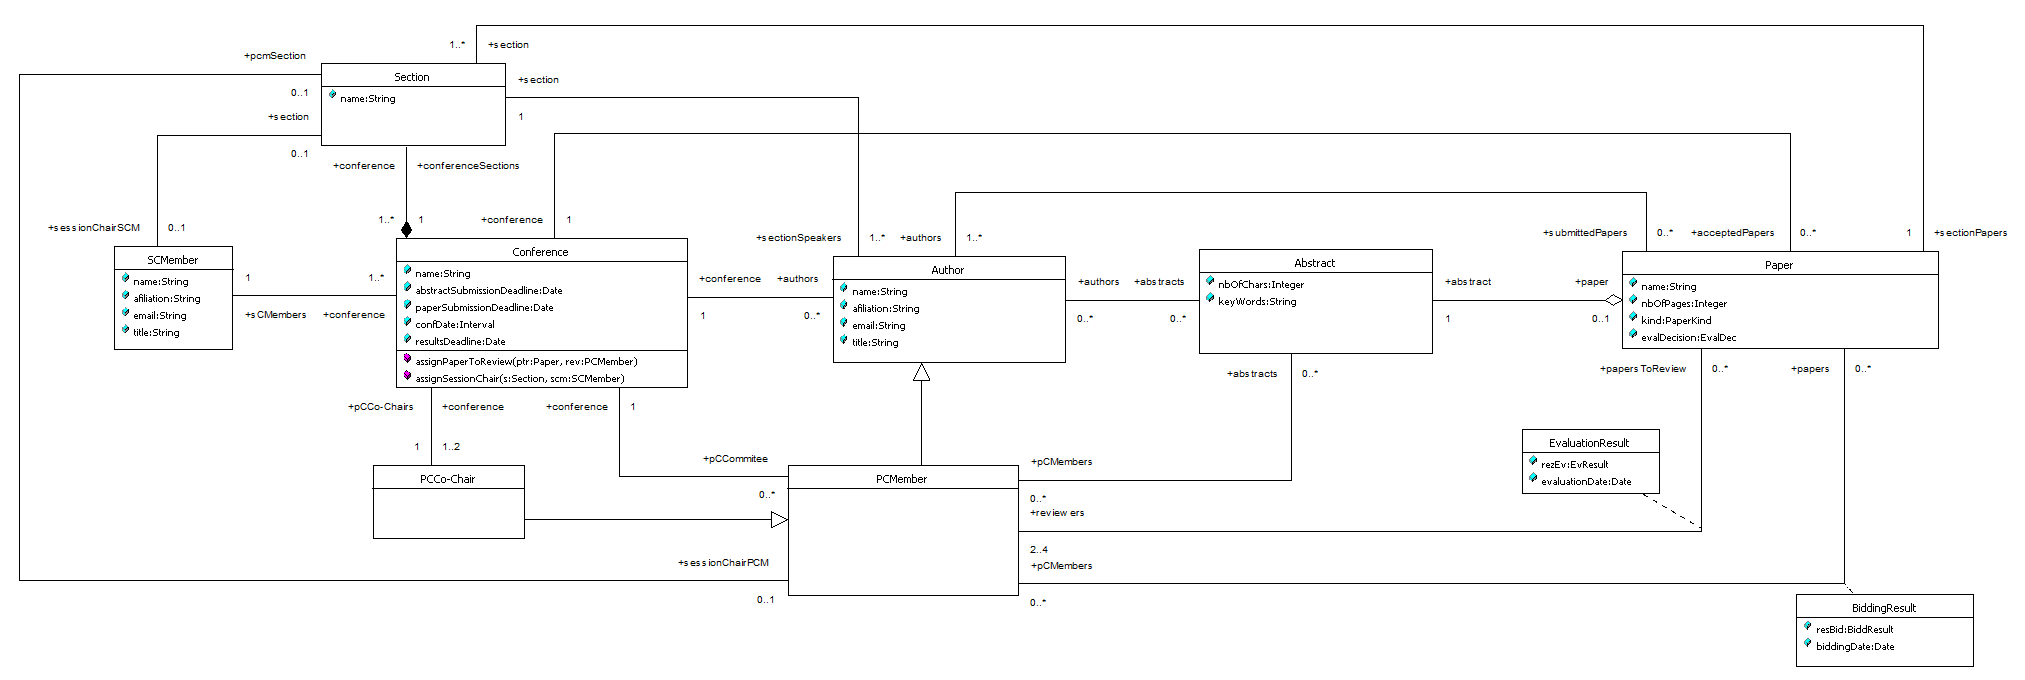 1..*
+section
+pcmSection
Section
+section
0..1
name:String
+section
1
0..1
+conference
+conferenceSections
1..*
1
+conference
1
+sessionChairSCM
0..1
+sectionSpeakers
1..*
+authors
1..*
+submittedPapers
0..*
+acceptedPapers
0..*
1
+sectionPapers
SCMember
name:String
afiliation:String
email:String
title:String
1
+sCMembers
1..*
+conference
Conference
name:String
abstractSubmissionDeadline:Date
paperSubmissionDeadline:Date
confDate:Interval
resultsDeadline:Date
assignPaperToReview(ptr:Paper, rev:PCMember)
assignSessionChair(s:Section, scm:SCMember)
+conference
+authors
1
0..*
Author
name:String
afiliation:String
email:String
title:String
+authors
+abstracts
0..*
0..*
Abstract
nbOfChars:Integer
keyWords:String
+abstract
+paper
1
0..1
Paper
name:String
nbOfPages:Integer
kind:PaperKind
evalDecision:EvalDec
+abstracts
0..*
+papersToReview
0..*
+papers
0..*
+pCCo-Chairs
+conference
+conference
1
1
1..2
+pCCommitee
0..*
PCCo-Chair
PCMember
+pCMembers
0..*
+reviewers
2..4
+pCMembers
0..*
EvaluationResult
rezEv:EvResult
evaluationDate:Date
+sessionChairPCM
0..1
BiddingResult
resBid:BiddResult
biddingDate:Date